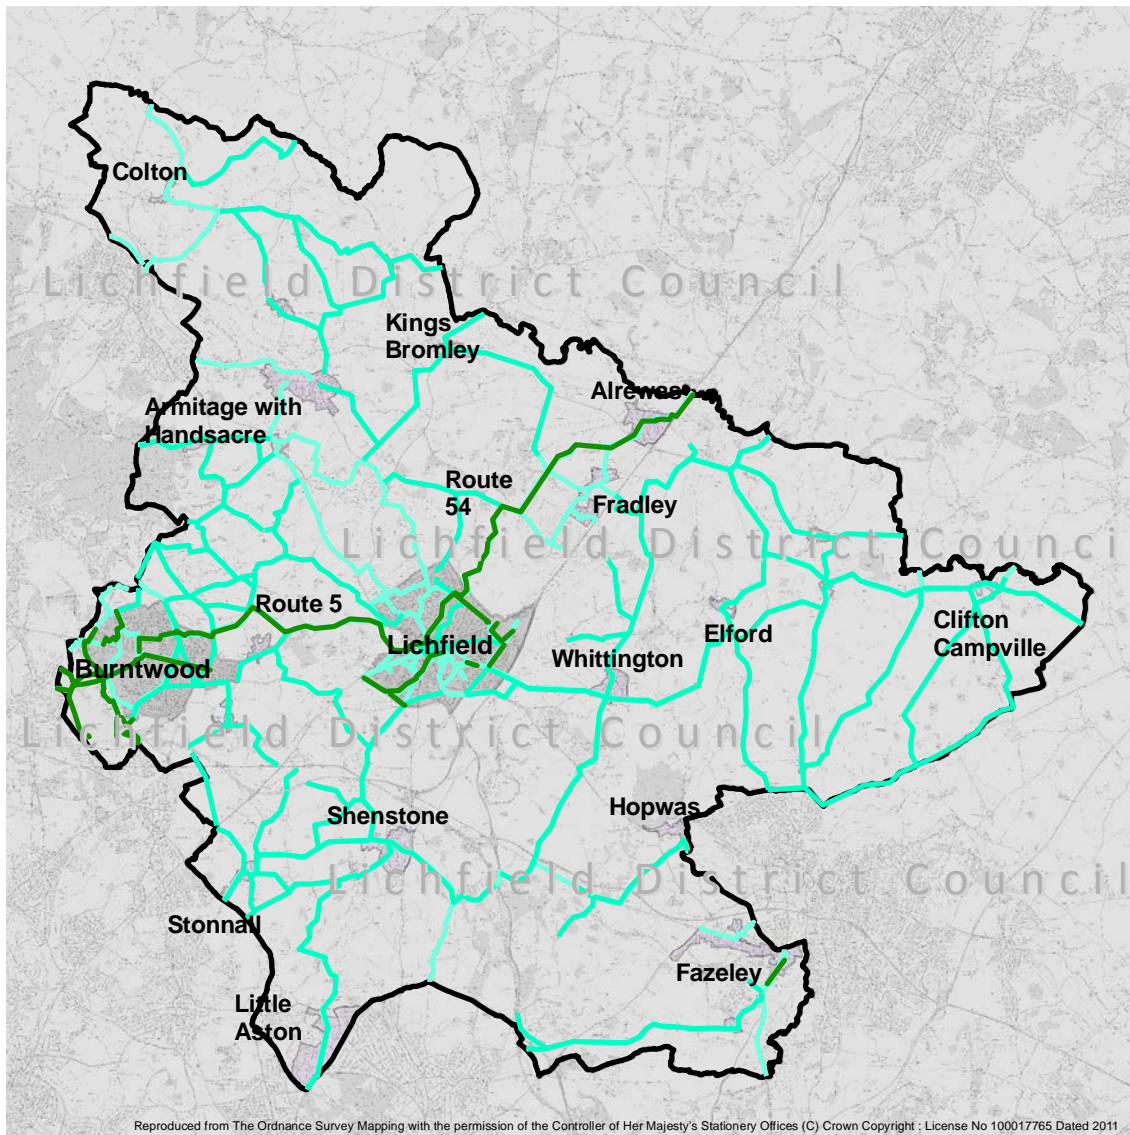 Colton
Lichfield District Council
Kings
Bromley
Alrewas
Armitage with
Handsacre
Route
54
Fradley
Lichfield District Counci
Route 5
Lichfield
Whittington
Elford
Clifton
Campville
Burntwood
Lichfield District Council
Hopwas
Shenstone
Lichfield District Council
Stonnall
Fazeley
Little
Aston
Reproduced from The Ordnance Survey Mapping with the permission of the Controller of Her Majesty's Stationery Offices (C) Crown Copyright : License No 100017765 Dated 2011